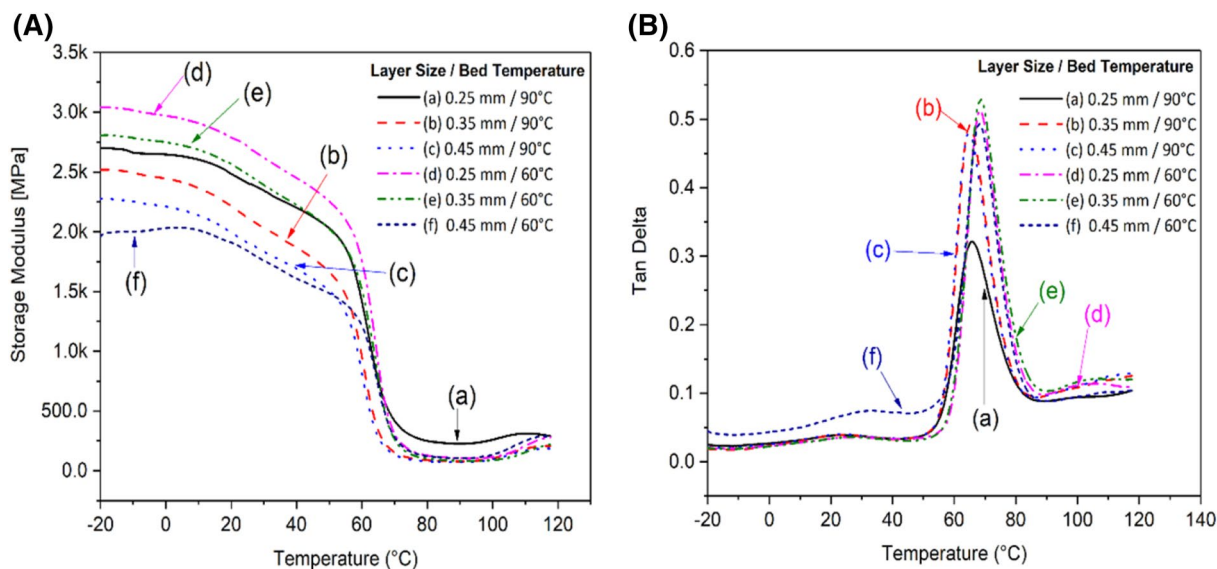 (A)
3.5k
3.0k
2.5k
2.0k
1.5k
1.0k
500.0
0.0
Storage Modulus [MPa]
-20 0 20 40 60 80 100 120
Temperature (°C)
Layer Size / Bed Temperature
(a) 0.25 mm / 90°C
(b) 0.35 mm / 90°C
(c) 0.45 mm / 90°C
(d) 0.25 mm / 60°C
(e) 0.35 mm / 60°C
(f) 0.45 mm / 60°C
(d)
(e)
(b)
(c)
(f)
(a)
(B)
0.6
0.5
0.4
0.3
0.2
0.1
0.0
Tan Delta
-20 0 20 40 60 80 100 120 140
Temperature (°C)
Layer Size / Bed Temperature
(a) 0.25 mm / 90°C
(b) 0.35 mm / 90°C
(c) 0.45 mm / 90°C
(d) 0.25 mm / 60°C
(e) 0.35 mm / 60°C
(f) 0.45 mm / 60°C
(b)
(c)
(e)
(d)
(f)
(a)